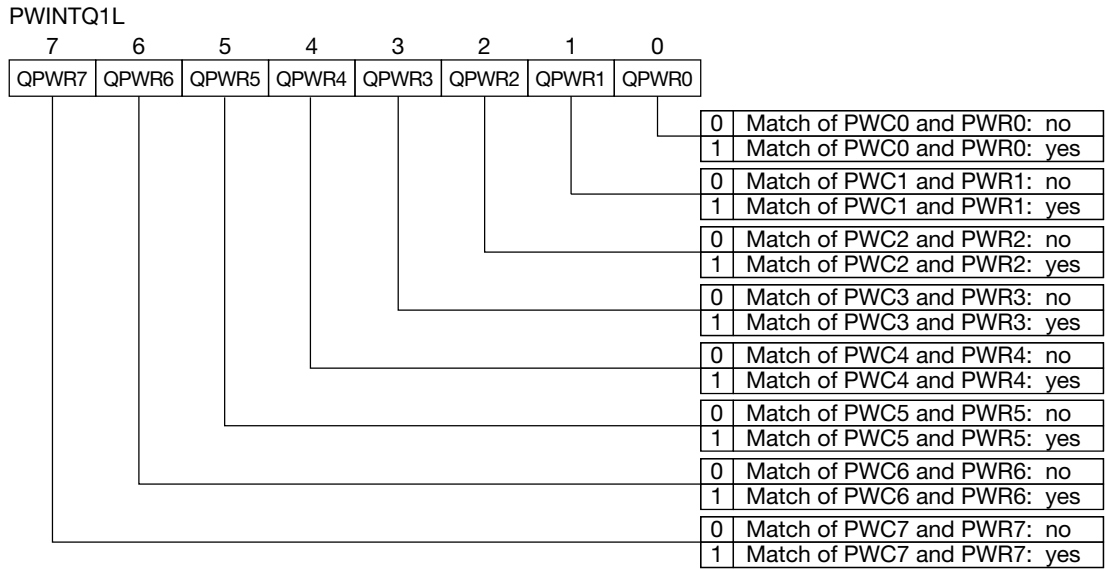 PWINTQ1L
7 6 5 4 3 2 1 0
QPWR7 QPWR6 QPWR5 QPWR4 QPWR3 QPWR2 QPWR1 QPWR0
0 Match of PWC0 and PWR0: no
1 Match of PWC0 and PWR0: yes
0 Match of PWC1 and PWR1: no
1 Match of PWC1 and PWR1: yes
0 Match of PWC2 and PWR2: no
1 Match of PWC2 and PWR2: yes
0 Match of PWC3 and PWR3: no
1 Match of PWC3 and PWR3: yes
0 Match of PWC4 and PWR4: no
1 Match of PWC4 and PWR4: yes
0 Match of PWC5 and PWR5: no
1 Match of PWC5 and PWR5: yes
0 Match of PWC6 and PWR6: no
1 Match of PWC6 and PWR6: yes
0 Match of PWC7 and PWR7: no
1 Match of PWC7 and PWR7: yes